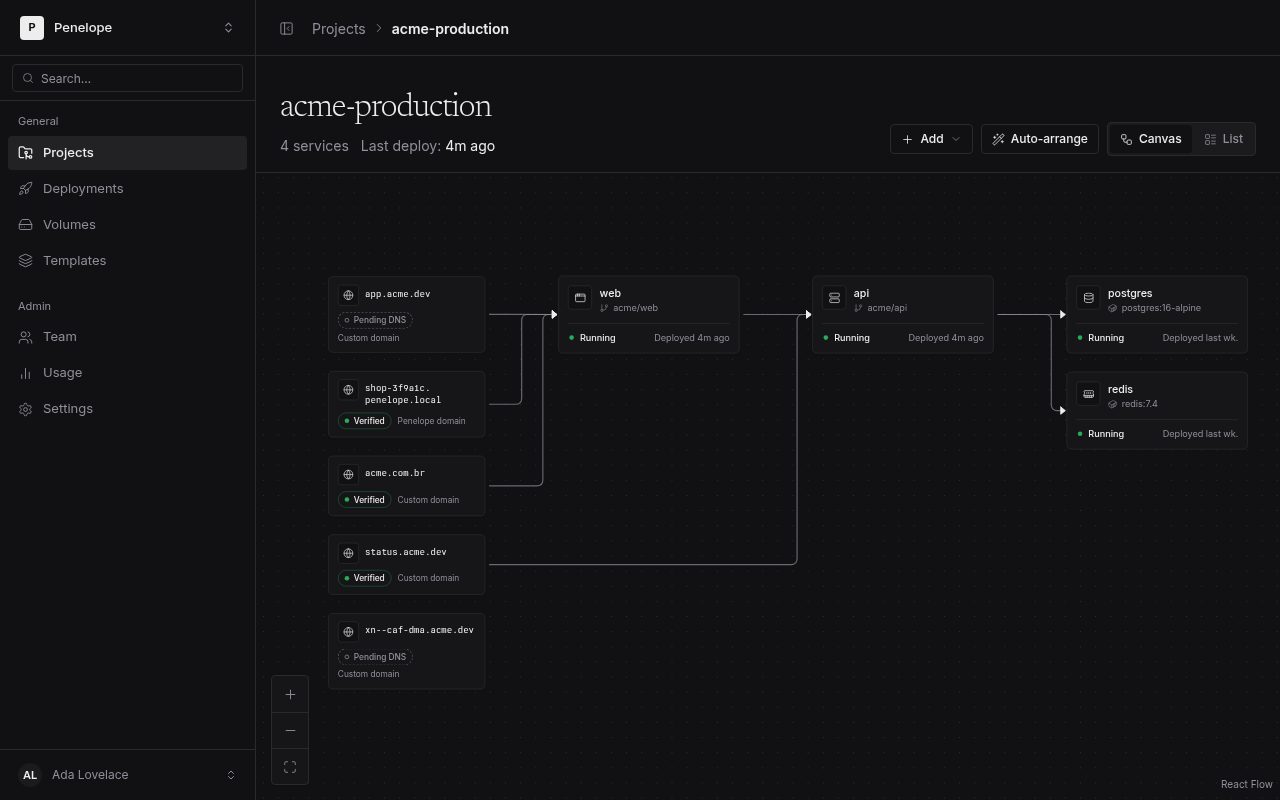 P Penelope
Search...
General
Projects
Deployments
Volumes
Templates
Admin
Team
Usage
Settings
AL Ada Lovelace
Projects acme-production
acme-production
4 services Last deploy: 4m ago
Add
Auto-arrange
Canvas
List
app.acme.dev
Pending DNS
Custom domain
shop-3f9a1c.
penelope.local
Verified Penelope domain
acme.com.br
Verified Custom domain
status.acme.dev
Verified Custom domain
xn--caf-dma.acme.dev
Pending DNS
Custom domain
web
acme/web
Running Deployed 4m ago
api
acme/api
Running Deployed 4m ago
postgres
postgres:16-alpine
Running Deployed last wk.
redis
redis:7.4
Running Deployed last wk.
React Flow